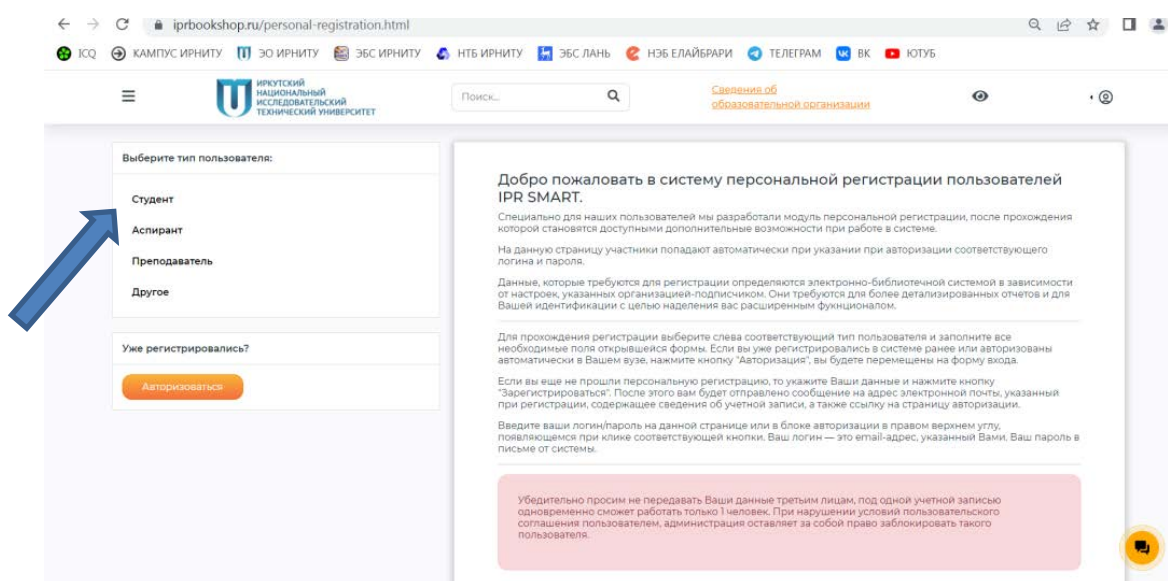 iprbookshop.ru/personal-registration.html
ICQ КАМПУС ИРНИТУ ЭО ИРНИТУ ЭБС ИРНИТУ НТБ ИРНИТУ ЭБС ЛАНЬ НЭБ ЕЛАЙБРАРИ ТЕЛЕГРАМ ВК ЮТУБ
ИРКУТСКИЙ
НАЦИОНАЛЬНЫЙ
ИССЛЕДОВАТЕЛЬСКИЙ
ТЕХНИЧЕСКИЙ УНИВЕРСИТЕТ
Поиск...
Сведения об
образовательной организации
Выберите тип пользователя:
Студент
Аспирант
Преподаватель
Другое
Уже регистрировались?
Авторизоваться
Добро пожаловать в систему персональной регистрации пользователей
IPR SMART.
Специально для наших пользователей мы разработали модуль персональной регистрации, после прохождения
которой становятся доступными дополнительные возможности при работе в системе.
На данную страницу участники попадают автоматически при указании при авторизации соответствующего
логина и пароля.
Данные, которые требуются для регистрации определяются электронно-библиотечной системой в зависимости
от настроек, указанных организацией-подписчиком. Они требуются для более детализированных отчетов и для
Вашей идентификации с целью наделения вас расширенным фукнционалом.
Для прохождения регистрации выберите слева соответствующий тип пользователя и заполните все
необходимые поля открывшейся формы. Если вы уже регистрировались в системе ранее или авторизованы
автоматически в Вашем вузе, нажмите кнопку "Авторизация", вы будете перемещены на форму входа.
Если вы еще не прошли персональную регистрацию, то укажите Ваши данные и нажмите кнопку
"Зарегистрироваться". После этого вам будет отправлено сообщение на адрес электронной почты, указанный
при регистрации, содержащее сведения об учетной записи, а также ссылку на страницу авторизации.
Введите ваши логин/пароль на данной странице или в блоке авторизации в правом верхнем углу,
появляющемся при клике соответствующей кнопки. Ваш логин — это email-адрес, указанный Вами. Ваш пароль в
письме от системы.
Убедительно просим не передавать Ваши данные третьим лицам, под одной учетной записью
одновременно сможет работать только 1 человек. При нарушении условий пользовательского
соглашения пользователем, администрация оставляет за собой право заблокировать такого
пользователя.